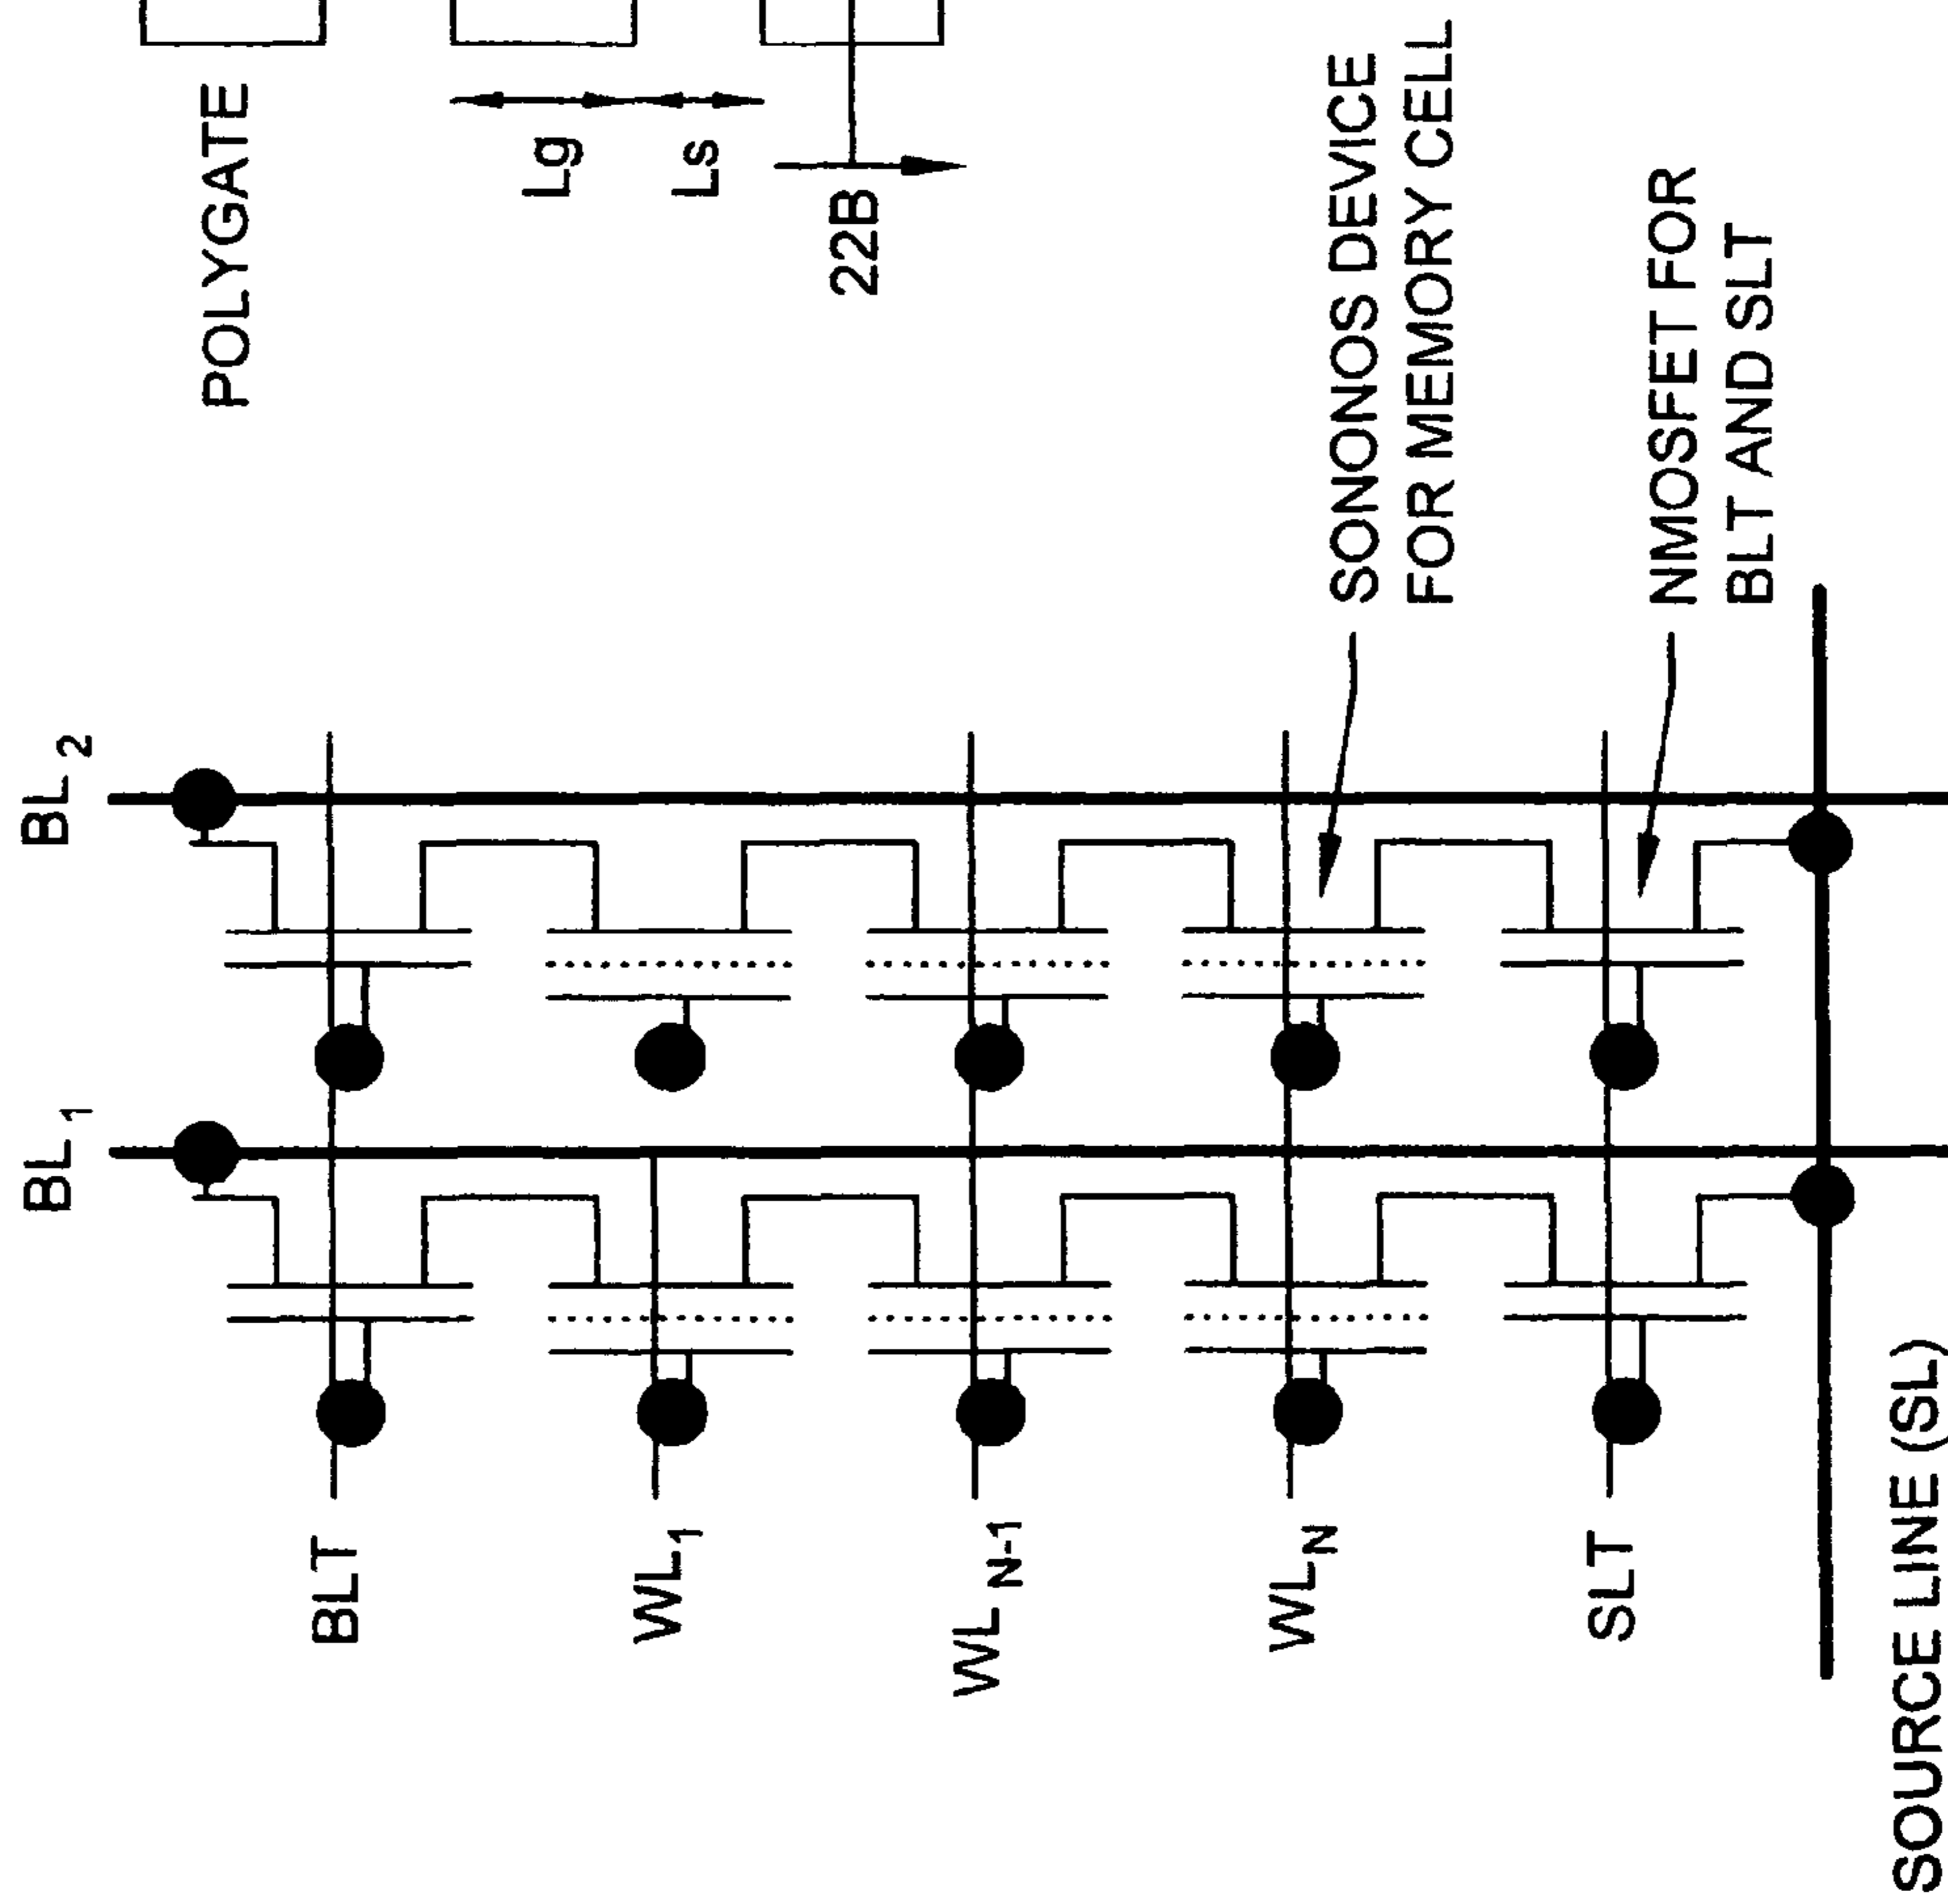 BL1
BL2
BLT
WL1
WL N-1
WLN
SLT
SOURCE LINE (SL)
SONONOS DEVICE
FOR MEMORY CELL
NMOSFET FOR
BLT AND SLT
POLYGATE
Lg
Ls
22B